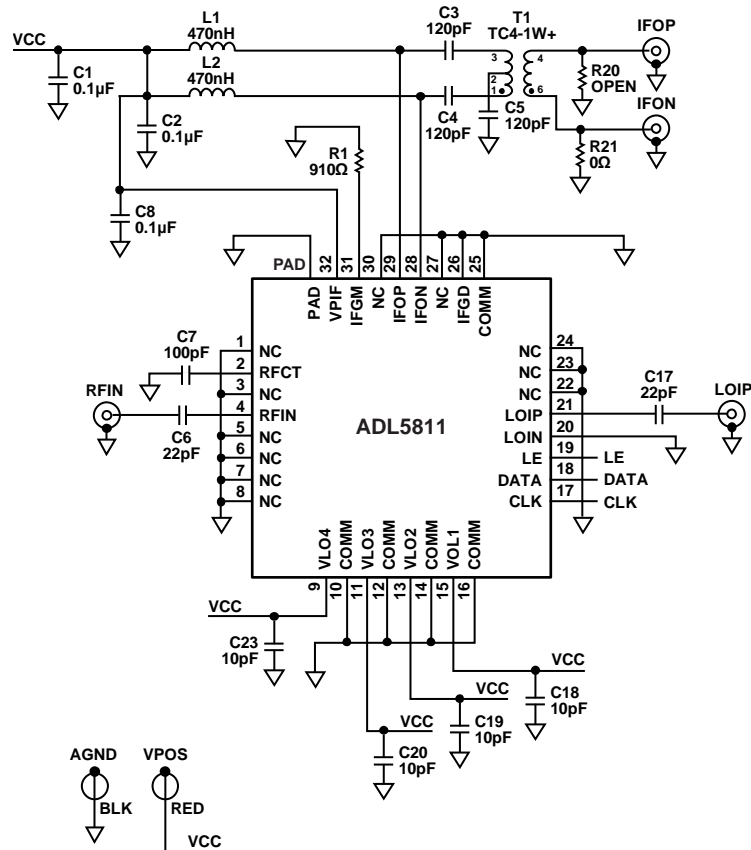 VCC
L1
470nH
C3
120pF
T1
TC4-1W+
IFOP
3
2
1
4
6
L2
470nH
C1
0.1µF
C2
0.1µF
C4
120pF
C5
120pF
R20
OPEN
IFON
R1
910Ω
R21
0Ω
C8
0.1µF
PAD
32
31
30
29
28
27
26
25
PAD
VPIF
IFGM
NC
IFOP
IFON
NC
IFGD
COMM
C7
100pF
1
NC
2
RFCT
3
NC
RFIN
4
RFIN
C6
22pF
5
NC
6
NC
7
NC
8
NC
ADL5811
NC
24
NC
23
NC
22
LOIP
21
C17
22pF
LOIP
LOIN
20
LE
19
LE
DATA
18
DATA
CLK
17
CLK
VLO4
COMM
VLO3
COMM
VLO2
COMM
VOL1
COMM
9
10
11
12
13
14
15
16
VCC
C23
10pF
VCC
C18
10pF
VCC
C19
10pF
VCC
C20
10pF
AGND
BLK
VPOS
RED
VCC